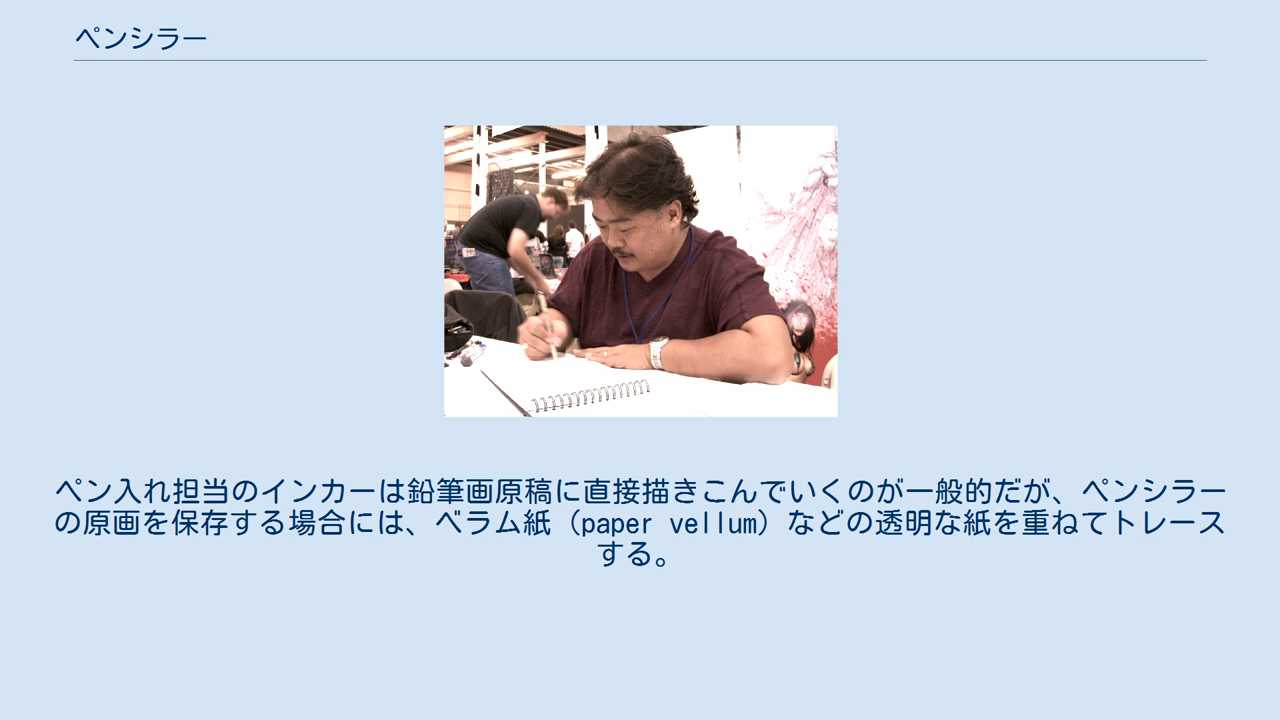 ペンシラー
ペン入れ担当のインカーは鉛筆画原稿に直接描きこんでいくのが一般的だが、ペンシラー
の原画を保存する場合には、ベラム紙（paper vellum）などの透明な紙を重ねてトレース
する。